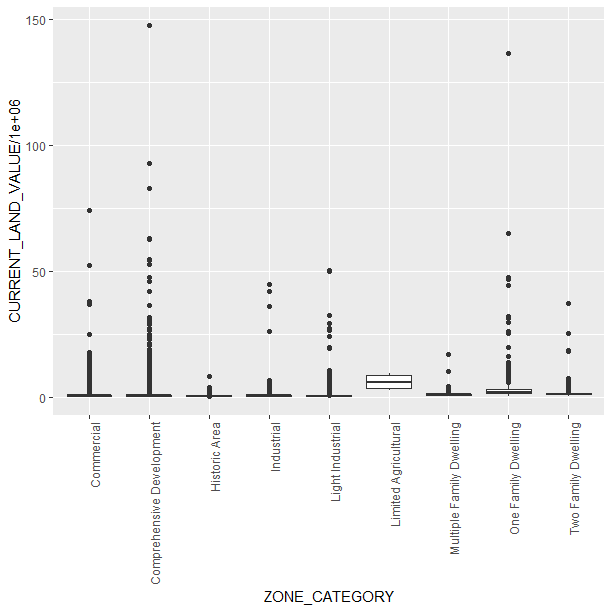 150
100
50
0
CURRENT_LAND_VALUE/1e+06
Commercial
Comprehensive Development
Historic Area
Industrial
Light Industrial
Limited Agricultural
Multiple Family Dwelling
One Family Dwelling
Two Family Dwelling
ZONE_CATEGORY